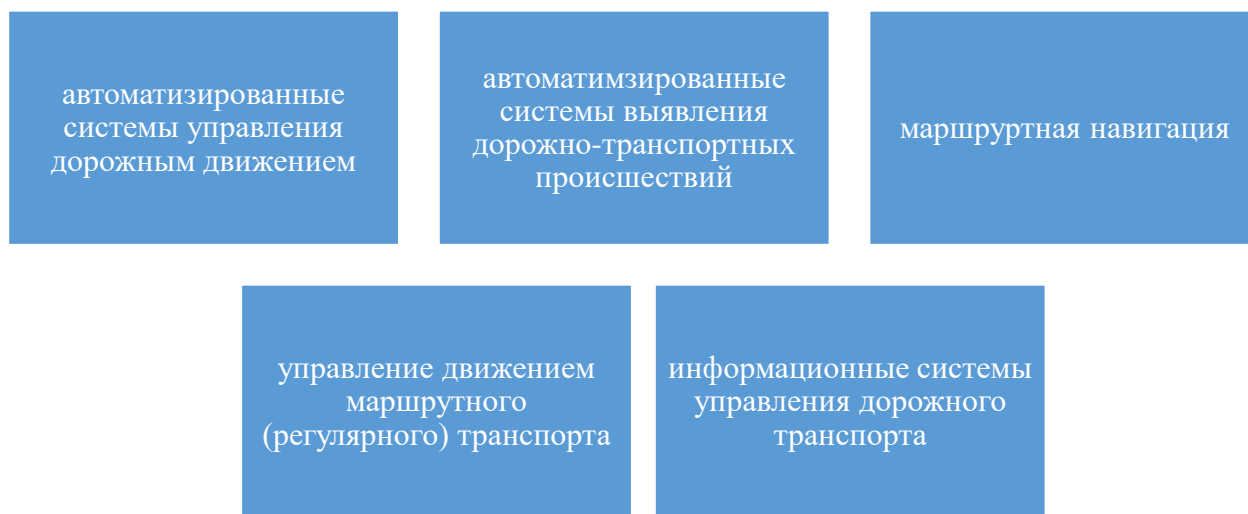 автоматизированные
системы управления
дорожным движением
автоматимзированные
системы выявления
дорожно-транспортных
происшествий
маршруртная навигация
управление движением
маршрутного
(регулярного) транспорта
информационные системы
управления дорожного
транспорта